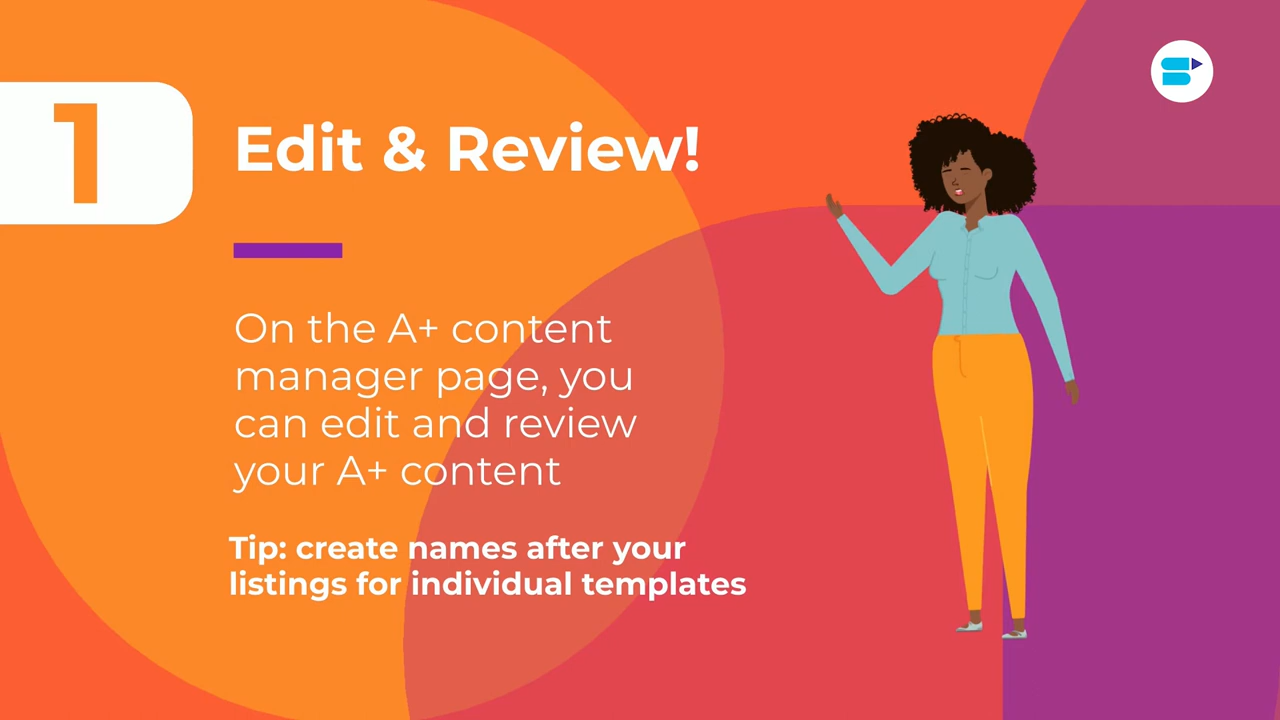 1
Edit & Review!
On the A+ content
manager page, you
can edit and review
your A+ content
Tip: create names after your
listings for individual templates